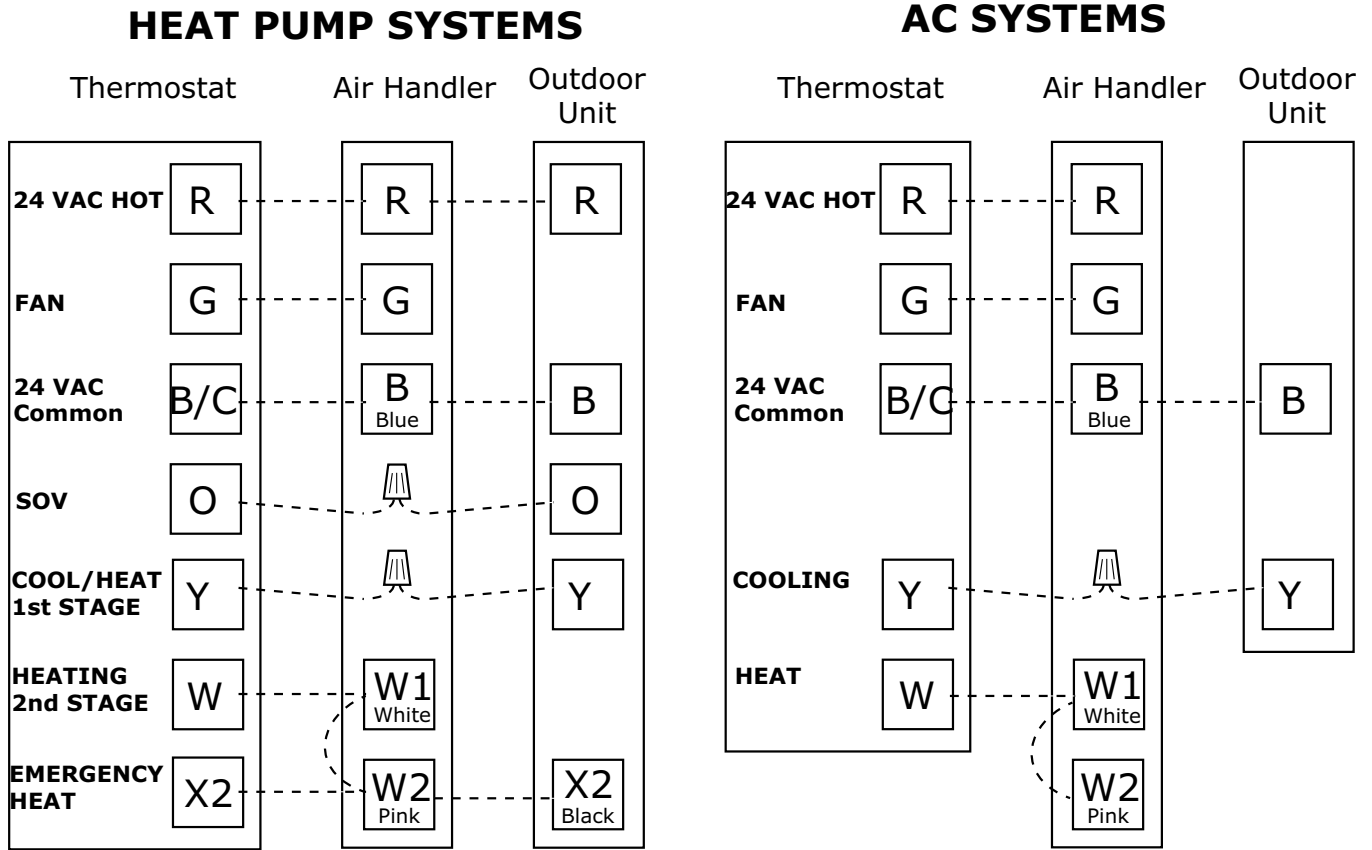 HEAT PUMP SYSTEMS
Thermostat
Air Handler
Outdoor
Unit
24 VAC HOT
R
R
R
FAN
G
G
24 VAC
Common
B/C
B
Blue
B
SOV
O
O
COOL/HEAT
1st STAGE
Y
Y
HEATING
2nd STAGE
W
W1
White
EMERGENCY
HEAT
X2
W2
Pink
X2
Black
AC SYSTEMS
Thermostat
Air Handler
Outdoor
Unit
24 VAC HOT
R
R
FAN
G
G
24 VAC
Common
B/C
B
Blue
B
COOLING
Y
Y
HEAT
W
W1
White
W2
Pink